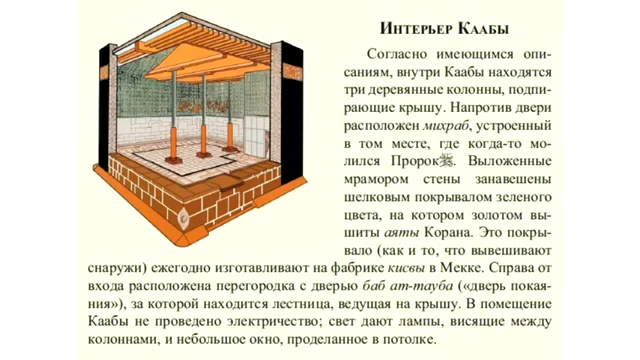 Интерьер Каабы
Согласно имеющимся опи-
саниям, внутри Каабы находятся
три деревянные колонны, подпи-
рающие крышу. Напротив двери
расположен михраб, устроенный
в том месте, где когда-то мо-
лился Пророк ﷺ. Выложенные
мрамором стены занавешены
шелковым покрывалом зеленого
цвета, на котором золотом вы-
шиты аяты Корана. Это покры-
вало (как и то, что вывешивают
снаружи) ежегодно изготавливают на фабрике кисвы в Мекке. Справа от
входа расположена перегородка с дверью баб ат-тауба («дверь покая-
ния»), за которой находится лестница, ведущая на крышу. В помещение
Каабы не проведено электричество; свет дают лампы, висящие между
колоннами, и небольшое окно, проделанное в потолке.